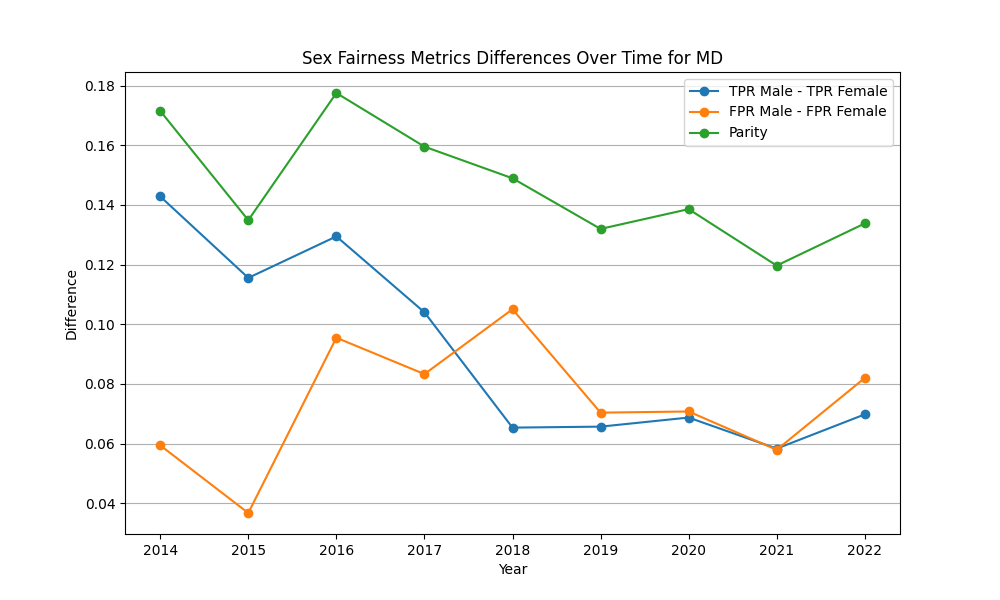 Sex Fairness Metrics Differences Over Time for MD
TPR Male - TPR Female
FPR Male - FPR Female
Parity
Difference
0.18
0.16
0.14
0.12
0.10
0.08
0.06
0.04
2014 2015 2016 2017 2018 2019 2020 2021 2022
Year